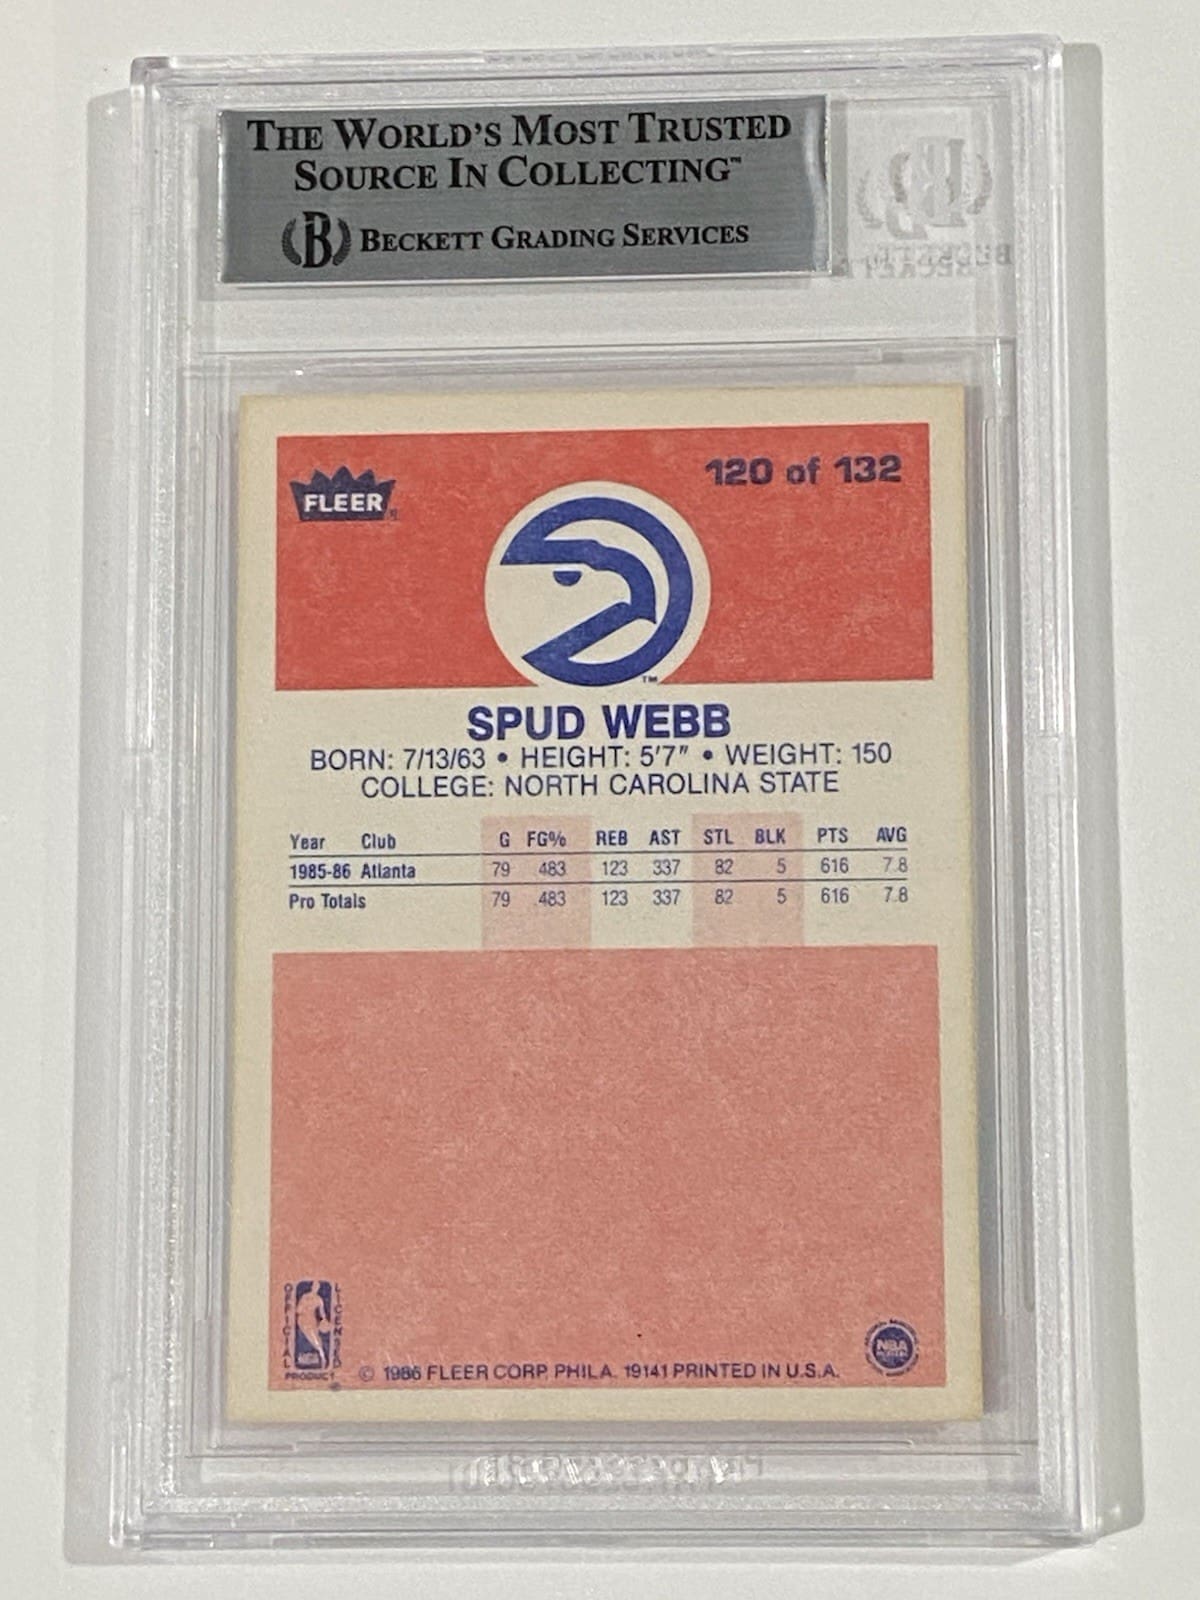 THE WORLD'S MOST TRUSTED
SOURCE IN COLLECTING™
B BECKETT GRADING SERVICES
120 of 132
FLEER
TM
SPUD WEBB
BORN: 7/13/63 • HEIGHT: 5'7" • WEIGHT: 150
COLLEGE: NORTH CAROLINA STATE
Year Club G FG% REB AST STL BLK PTS AVG
1985-86 Atlanta 79 .483 123 337 82 5 616 7.8
Pro Totals 79 .483 123 337 82 5 616 7.8
OFFICIAL LICENSED
NBA
PRODUCT
© 1986 FLEER CORP. PHILA. 19141 PRINTED IN U.S.A.
NBA